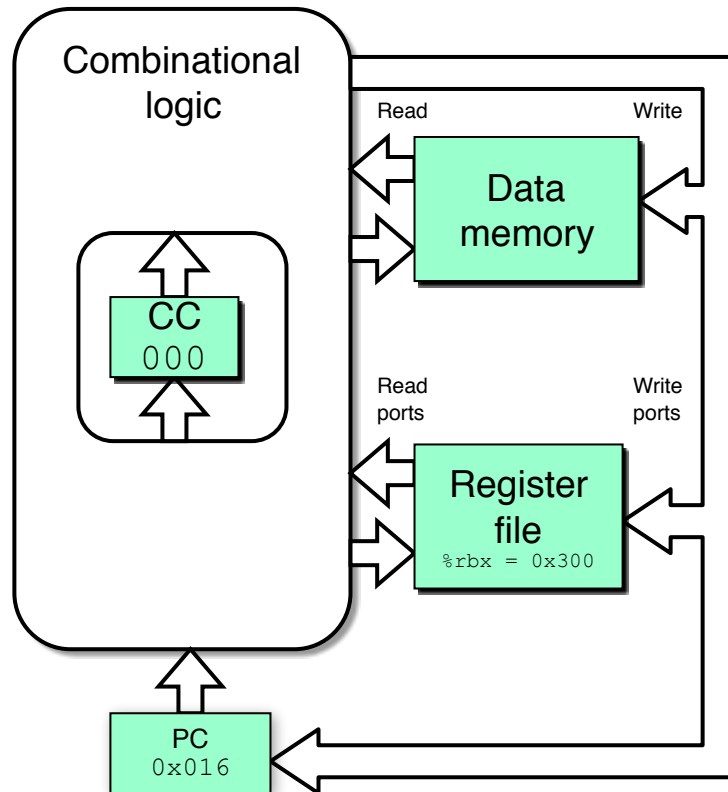 Combinational
logic
Read
Write
Data
memory
CC
000
Read
ports
Write
ports
Register
file
%rbx = 0x300
PC
0x016